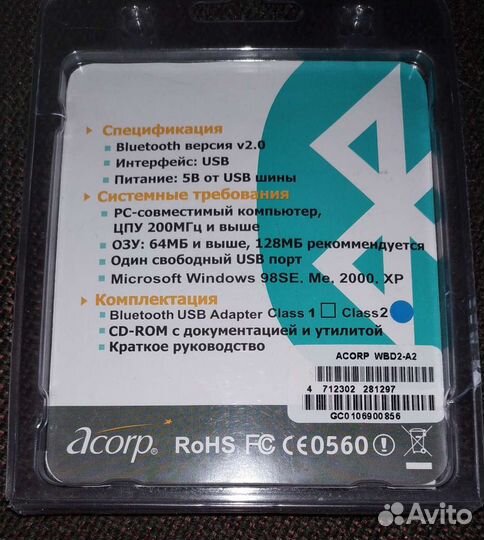 Спецификация
Bluetooth версия v2.0
Интерфейс: USB
Питание: 5В от USB шины
Системные требования
PC-совместимый компьютер,
ЦПУ 200МГц и выше
ОЗУ: 64МБ и выше, 128МБ рекомендуется
Один свободный USB порт
Microsoft Windows 98SE, Me, 2000, XP
Комплектация
Bluetooth USB Adapter Class 1 Class 2
CD-ROM с документацией и утилитой
Краткое руководство
ACORP WBD2-A2
4 712302 281297
GC0106900856
acorp® RoHS FC CE0560
Avito